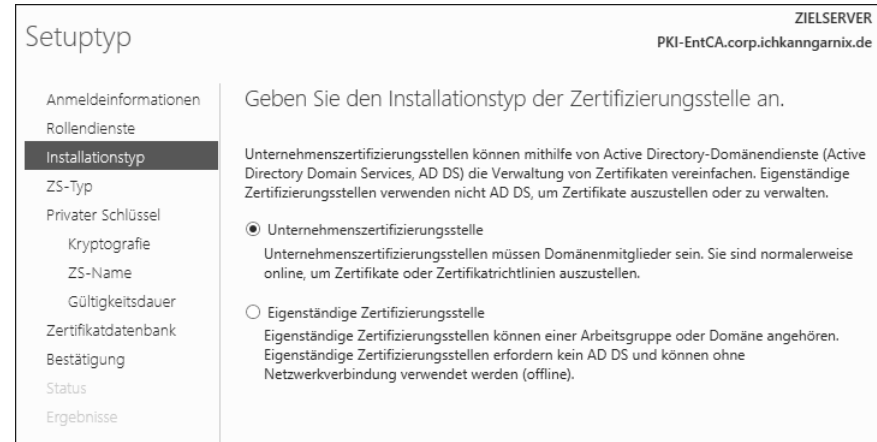 Setuptyp
ZIELSERVER
PKI-EntCA.corp.ichkanngarnix.de
Anmeldeinformationen
Rollendienste
Installationstyp
ZS-Typ
Privater Schlüssel
Kryptografie
ZS-Name
Gültigkeitsdauer
Zertifikatdatenbank
Bestätigung
Status
Ergebnisse
Geben Sie den Installationstyp der Zertifizierungsstelle an.
Unternehmenszertifizierungsstellen können mithilfe von Active Directory-Domänendienste (Active
Directory Domain Services, AD DS) die Verwaltung von Zertifikaten vereinfachen. Eigenständige
Zertifizierungsstellen verwenden nicht AD DS, um Zertifikate auszustellen oder zu verwalten.
Unternehmenszertifizierungsstelle
Unternehmenszertifizierungsstellen müssen Domänenmitglieder sein. Sie sind normalerweise
online, um Zertifikate oder Zertifikatrichtlinien auszustellen.
Eigenständige Zertifizierungsstelle
Eigenständige Zertifizierungsstellen können einer Arbeitsgruppe oder Domäne angehören.
Eigenständige Zertifizierungsstellen erfordern kein AD DS und können ohne
Netzwerkverbindung verwendet werden (offline).